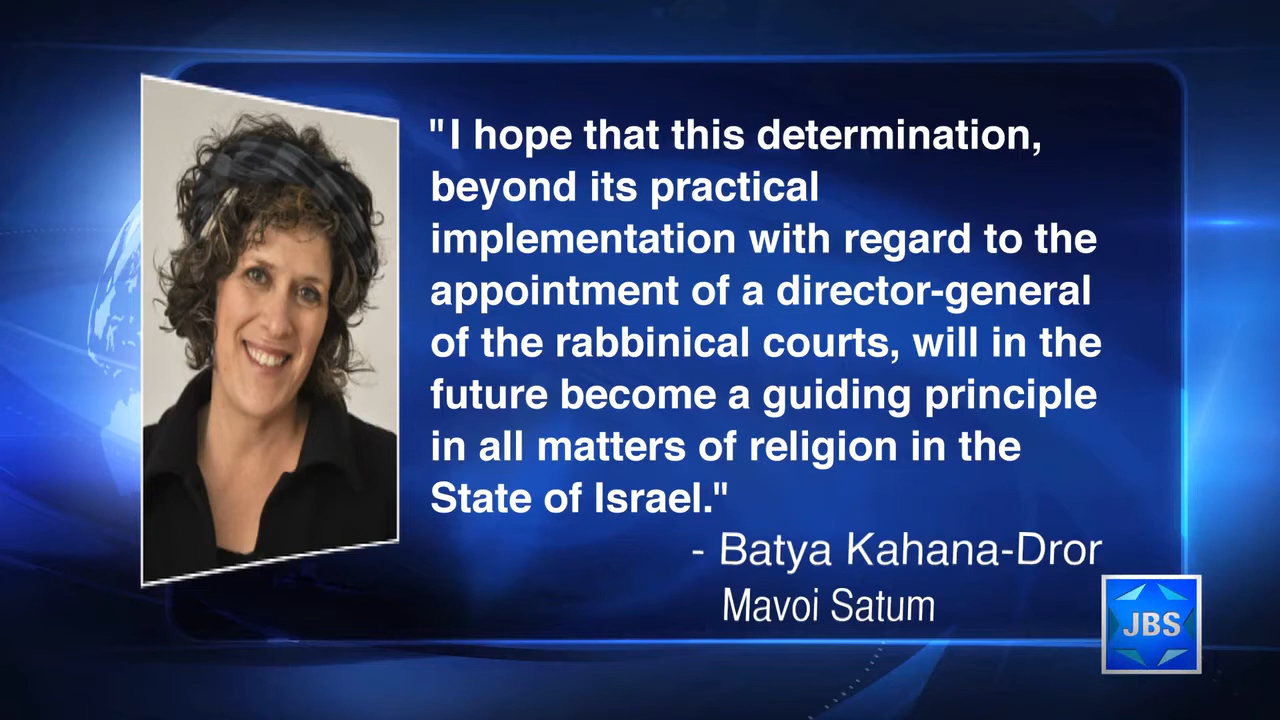 "I hope that this determination,
beyond its practical
implementation with regard to the
appointment of a director-general
of the rabbinical courts, will in the
future become a guiding principle
in all matters of religion in the
State of Israel."
- Batya Kahana-Dror
Mavoi Satum
JBS